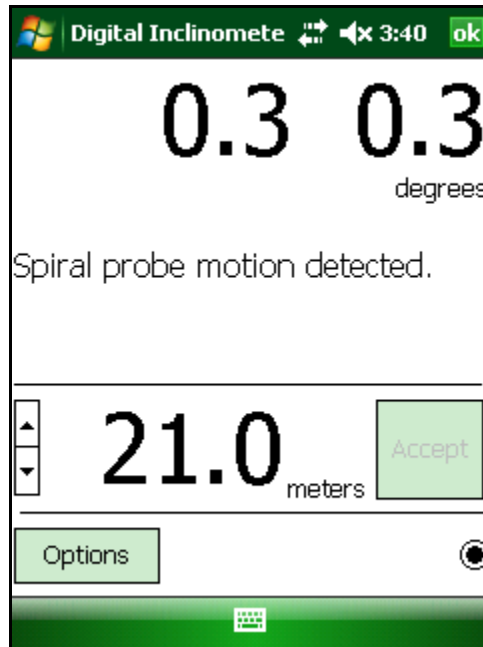 Digital Inclinomete 3:40 ok
0.3 0.3
degrees
Spiral probe motion detected.
21.0 meters Accept
Options